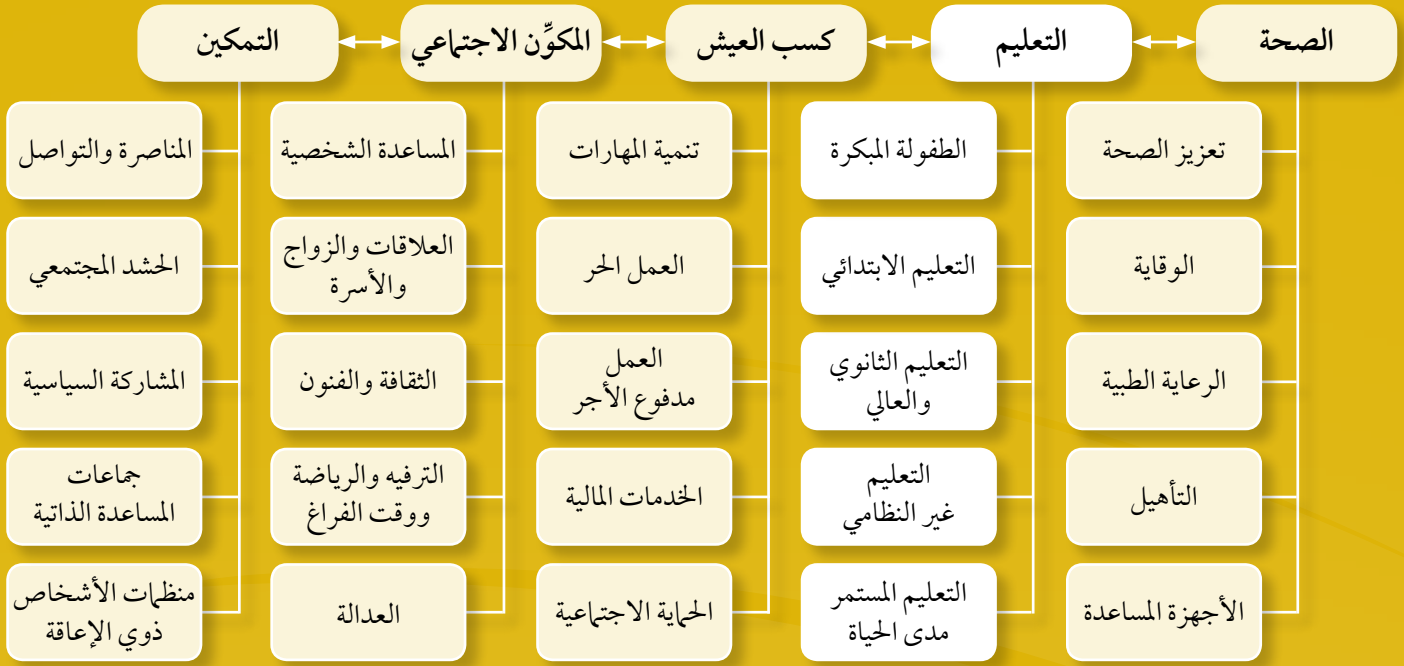 الصحة
التعليم
كسب العيش
المكوِّن الاجتماعي
التمكين
تعزيز الصحة
الوقاية
الرعاية الطبية
التأهيل
الأجهزة المساعدة
الطفولة المبكرة
التعليم الابتدائي
التعليم الثانوي
والعالي
التعليم
غير النظامي
التعليم المستمر
مدى الحياة
تنمية المهارات
العمل الحر
العمل
مدفوع الأجر
الخدمات المالية
الحماية الاجتماعية
المساعدة الشخصية
العلاقات والزواج
والأسرة
الثقافة والفنون
الترفيه والرياضة
ووقت الفراغ
العدالة
المناصرة والتواصل
الحشد المجتمعي
المشاركة السياسية
جماعات
المساعدة الذاتية
منظمات الأشخاص
ذوي الإعاقة